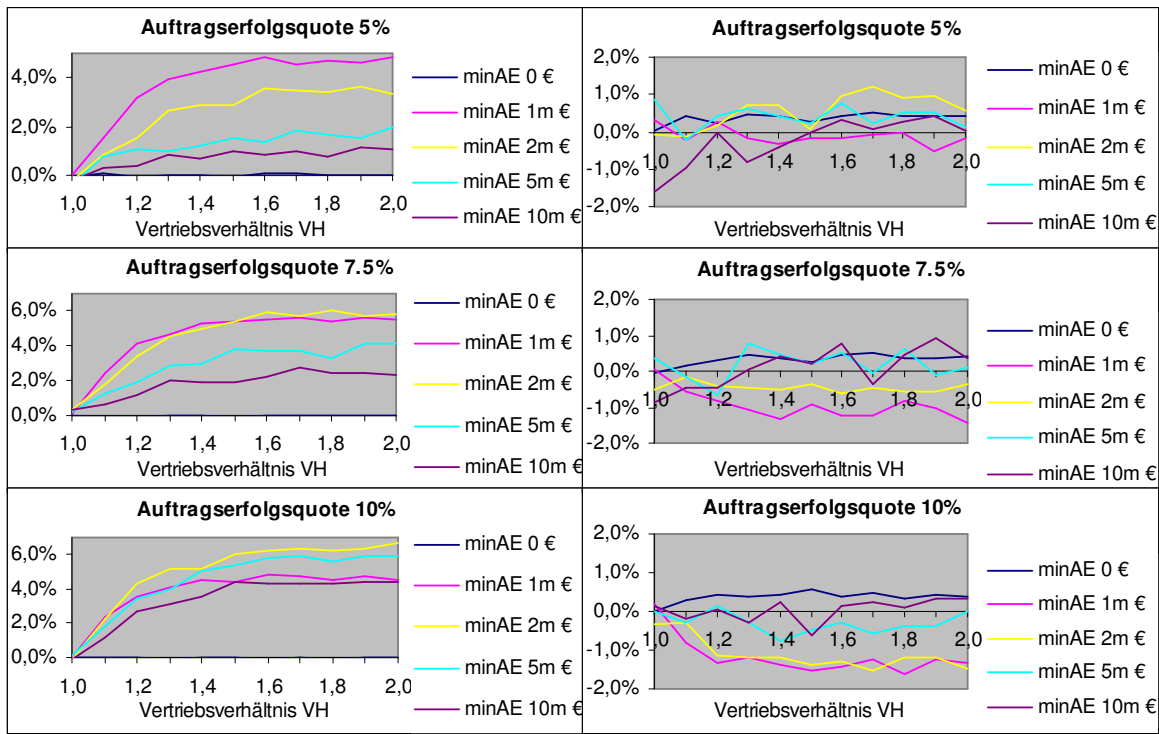 Auftragserfolgsquote 5%
4,0%
2,0%
0,0%
1,0 1,2 1,4 1,6 1,8 2,0
Vertriebsverhältnis VH
minAE 0 €
minAE 1m €
minAE 2m €
minAE 5m €
minAE 10m €
Auftragserfolgsquote 5%
2,0%
1,0%
0,0%
-1,0%
-2,0%
1,0 1,2 1,4 1,6 1,8 2,0
Vertriebsverhältnis VH
minAE 0 €
minAE 1m €
minAE 2m €
minAE 5m €
minAE 10m €
Auftragserfolgsquote 7.5%
6,0%
4,0%
2,0%
0,0%
1,0 1,2 1,4 1,6 1,8 2,0
Vertriebsverhältnis VH
minAE 0 €
minAE 1m €
minAE 2m €
minAE 5m €
minAE 10m €
Auftragserfolgsquote 7.5%
2,0%
1,0%
0,0%
-1,0%
-2,0%
1,0 1,2 1,4 1,6 1,8 2,0
Vertriebsverhältnis VH
minAE 0 €
minAE 1m €
minAE 2m €
minAE 5m €
minAE 10m €
Auftragserfolgsquote 10%
6,0%
4,0%
2,0%
0,0%
1,0 1,2 1,4 1,6 1,8 2,0
Vertriebsverhältnis VH
minAE 0 €
minAE 1m €
minAE 2m €
minAE 5m €
minAE 10m €
Auftragserfolgsquote 10%
2,0%
1,0%
0,0%
-1,0%
-2,0%
1,0 1,2 1,4 1,6 1,8 2,0
Vertriebsverhältnis VH
minAE 0 €
minAE 1m €
minAE 2m €
minAE 5m €
minAE 10m €